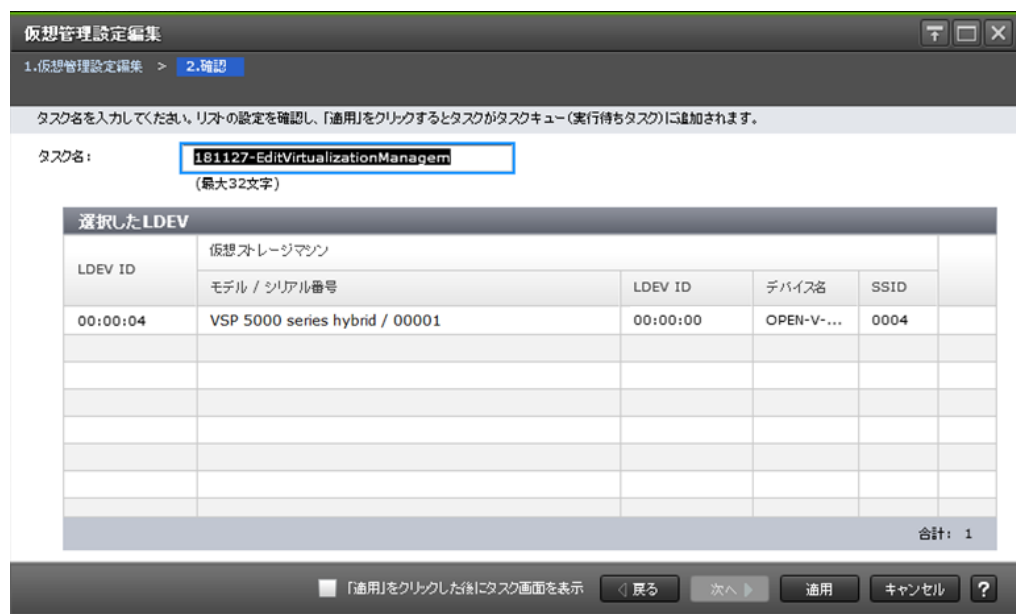 仮想管理設定編集
1.仮想管理設定編集 > 2.確認
タスク名を入力してください。リストの設定を確認し、「適用」をクリックするとタスクがタスクキュー(実行待ちタスク)に追加されます。
タスク名: 181127-EditVirtualizationManagem
(最大32文字)
選択したLDEV
LDEV ID 仮想ストレージマシン
モデル / シリアル番号 LDEV ID デバイス名 SSID
00:00:04 VSP 5000 series hybrid / 00001 00:00:00 OPEN-V-... 0004
合計: 1
「適用」をクリックした後にタスク画面を表示 戻る 次へ 適用 キャンセル ?